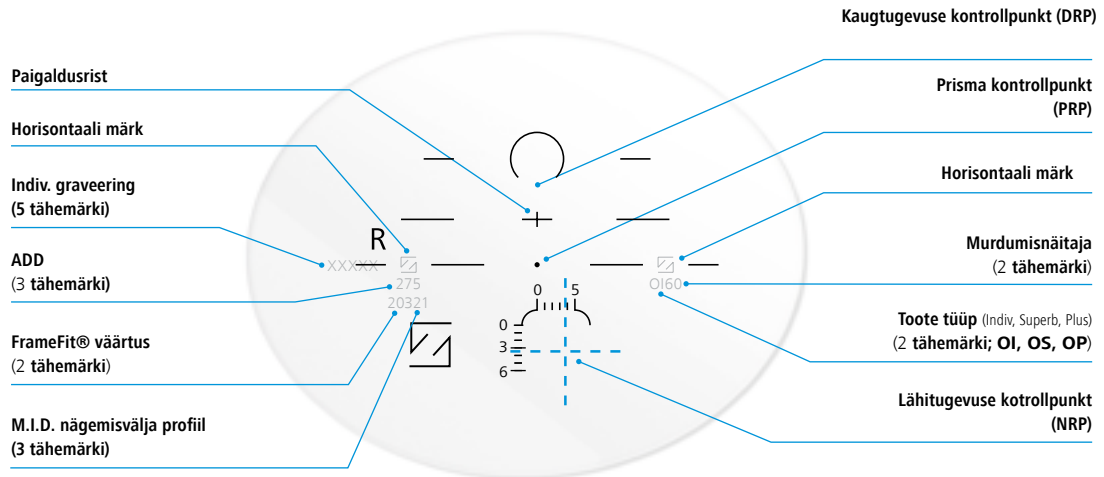 Kaugtugevuse kontrollpunkt (DRP)
Paigaldusrist
Horisontaali märk
Indiv. graveering
(5 tähemärki)
ADD
(3 tähemärki)
FrameFit® väärtus
(2 tähemärki)
M.I.D. nägemisvälja profiil
(3 tähemärki)
R
XXXXX
275
20321
OI60
0 5
0
3
6
Prisma kontrollpunkt
(PRP)
Horisontaali märk
Murdumisnäitaja
(2 tähemärki)
Toote tüüp (Indiv, Superb, Plus)
(2 tähemärki; OI, OS, OP)
Lähitugevuse kotrollpunkt
(NRP)